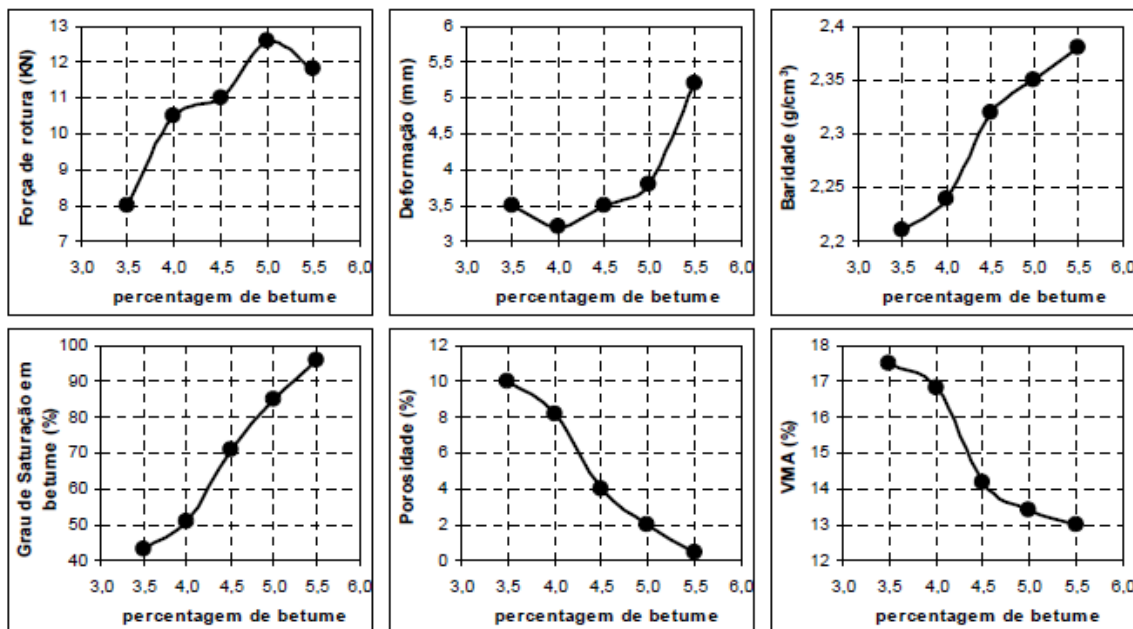 Força de rotura (KN)
13
12
11
10
9
8
7
3,0 3,5 4,0 4,5 5,0 5,5 6,0
percentagem de betume
Deformação (mm)
6
5,5
5
4,5
4
3,5
3
3,0 3,5 4,0 4,5 5,0 5,5 6,0
percentagem de betume
Baridade (g/cm³)
2,4
2,35
2,3
2,25
2,2
3,0 3,5 4,0 4,5 5,0 5,5 6,0
percentagem de betume
Grau de Saturação em
betume (%)
100
90
80
70
60
50
40
3,0 3,5 4,0 4,5 5,0 5,5 6,0
percentagem de betume
Porosidade (%)
12
10
8
6
4
2
0
3,0 3,5 4,0 4,5 5,0 5,5 6,0
percentagem de betume
VMA (%)
18
17
16
15
14
13
12
3,0 3,5 4,0 4,5 5,0 5,5 6,0
percentagem de betume